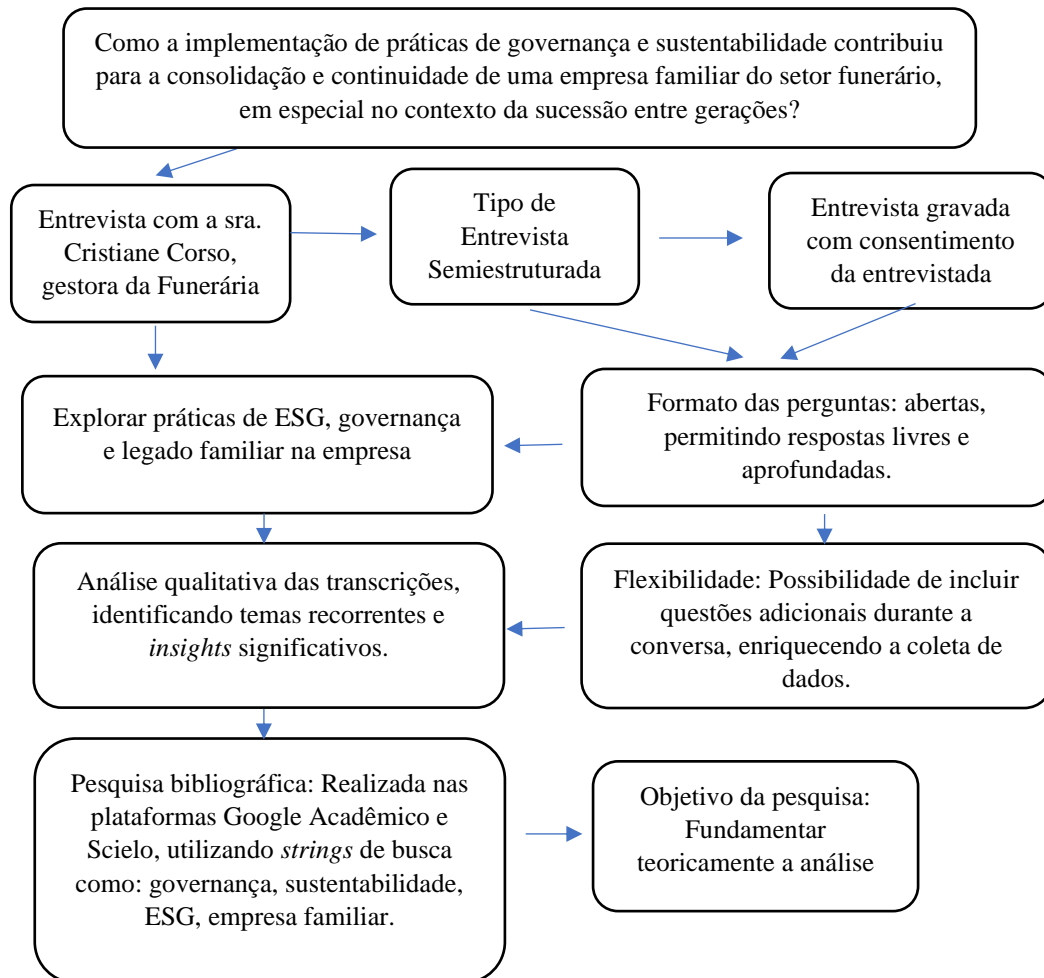 Como a implementação de práticas de governança e sustentabilidade contribuiu
para a consolidação e continuidade de uma empresa familiar do setor funerário,
em especial no contexto da sucessão entre gerações?
Entrevista com a sra.
Cristiane Corso,
gestora da Funerária
Tipo de
Entrevista
Semiestruturada
Entrevista gravada
com consentimento
da entrevistada
Explorar práticas de ESG, governança
e legado familiar na empresa
Formato das perguntas: abertas,
permitindo respostas livres e
aprofundadas.
Análise qualitativa das transcrições,
identificando temas recorrentes e
insights significativos.
Flexibilidade: Possibilidade de incluir
questões adicionais durante a
conversa, enriquecendo a coleta de
dados.
Pesquisa bibliográfica: Realizada nas
plataformas Google Acadêmico e
Scielo, utilizando strings de busca
como: governança, sustentabilidade,
ESG, empresa familiar.
Objetivo da pesquisa:
Fundamentar
teoricamente a análise